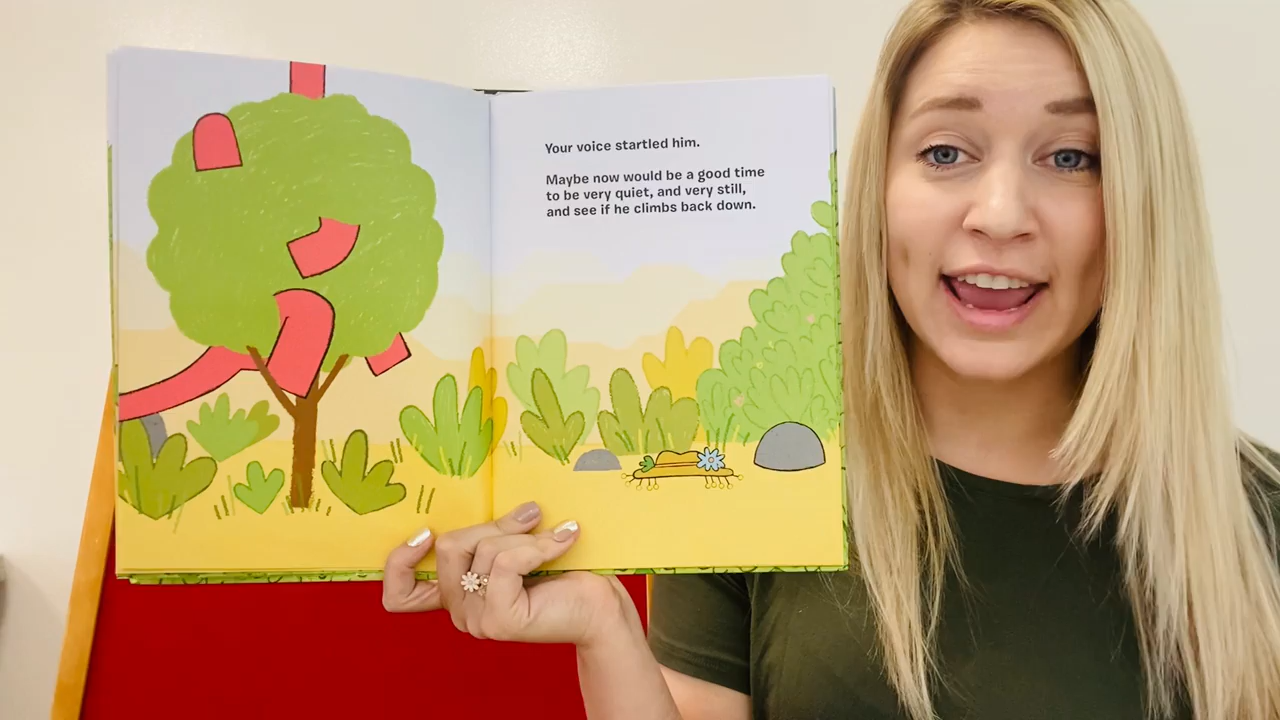 Your voice startled him.
Maybe now would be a good time
to be very quiet, and very still,
and see if he climbs back down.